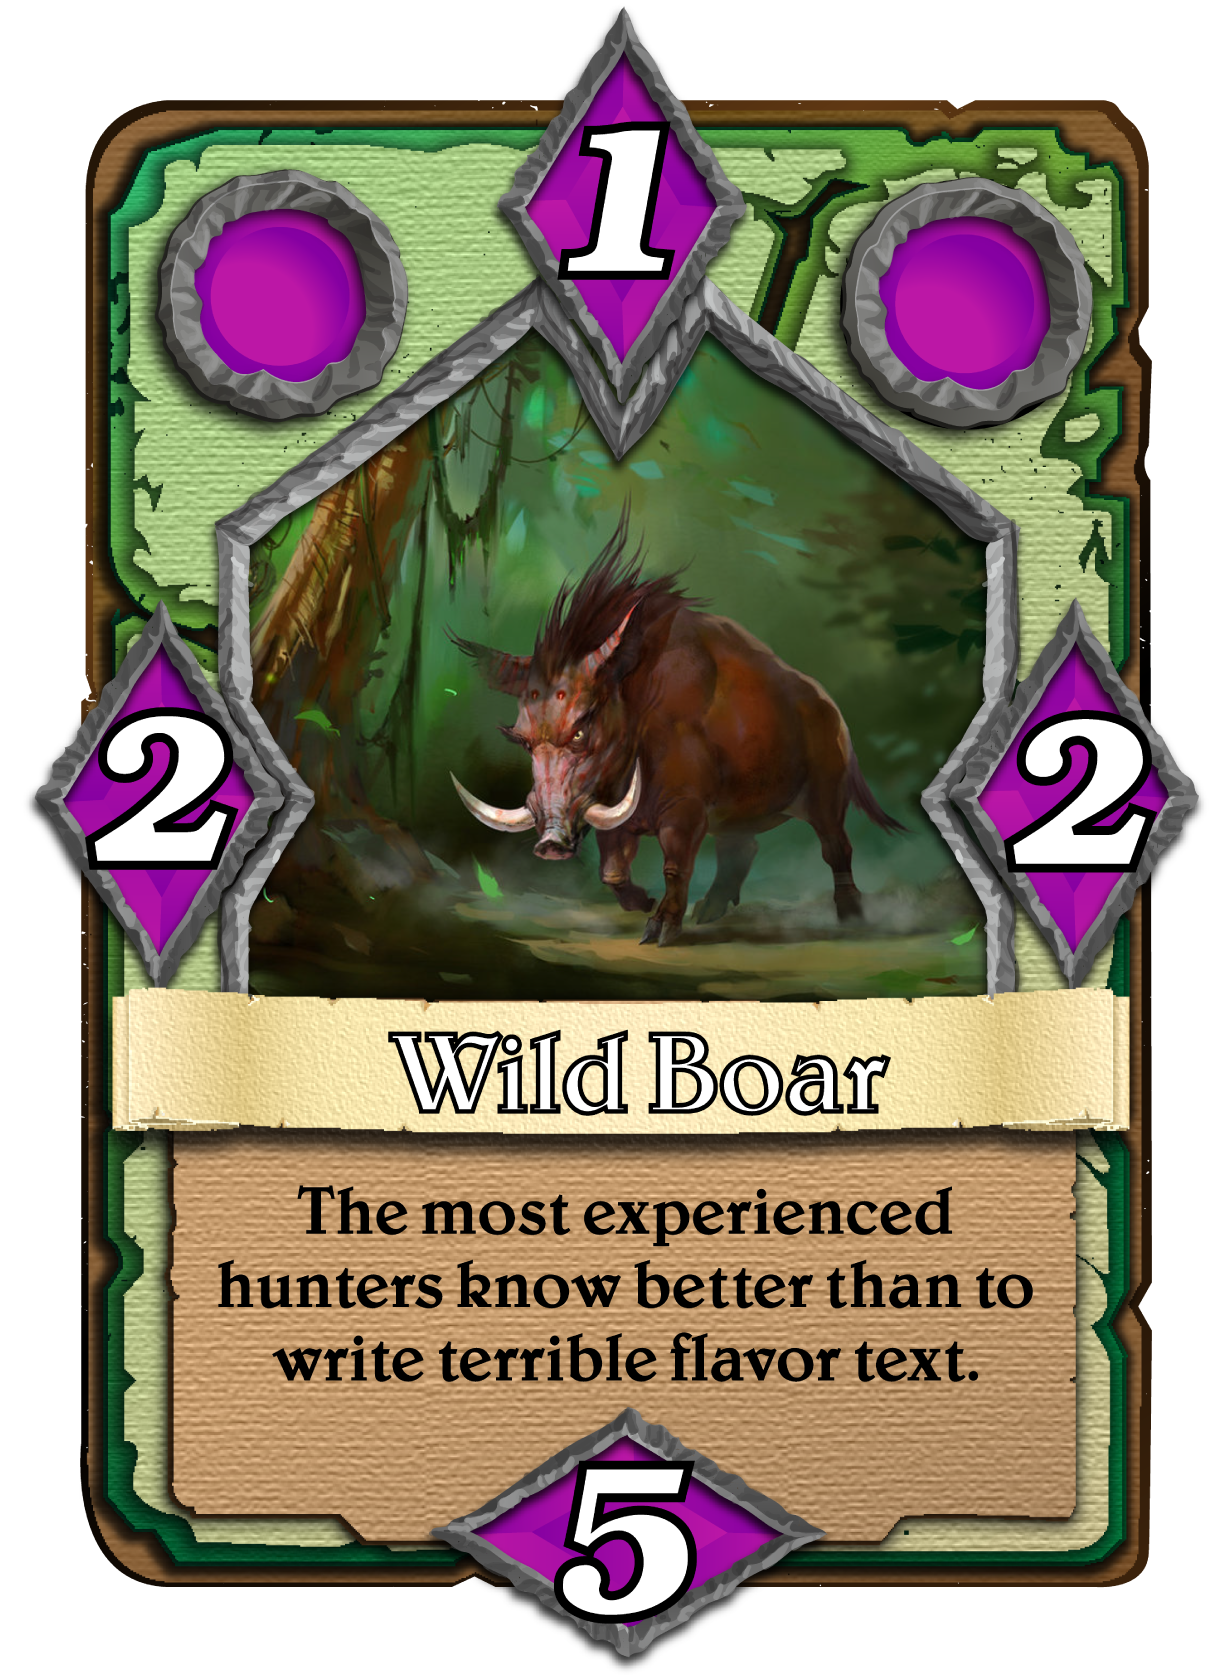 1
2
2
Wild Boar
The most experienced
hunters know better than to
write terrible flavor text.
5